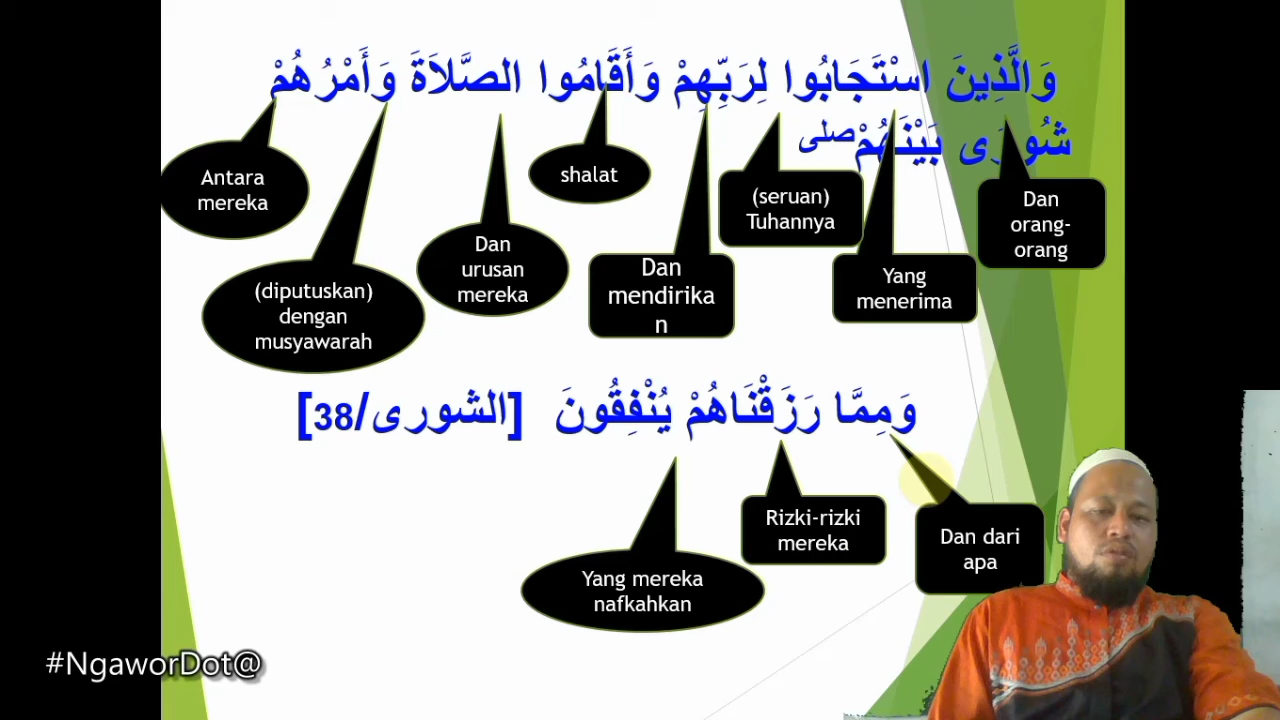 وَالَّذِينَ اسْتَجَابُوا لِرَبِّهِمْ وَأَقَامُوا الصَّلَاةَ وَأَمْرُهُمْ
شُورَى بَيْنَهُمْ صلى
Dan
orang-
orang
Yang
menerima
(seruan)
Tuhannya
Dan
mendirika
n
shalat
Dan
urusan
mereka
(diputuskan)
dengan
musyawarah
Antara
mereka
وَمِمَّا رَزَقْنَاهُمْ يُنْفِقُونَ [الشورى/38]
Dan dari
apa
Rizki-rizki
mereka
Yang mereka
nafkahkan
#NgaworDot@